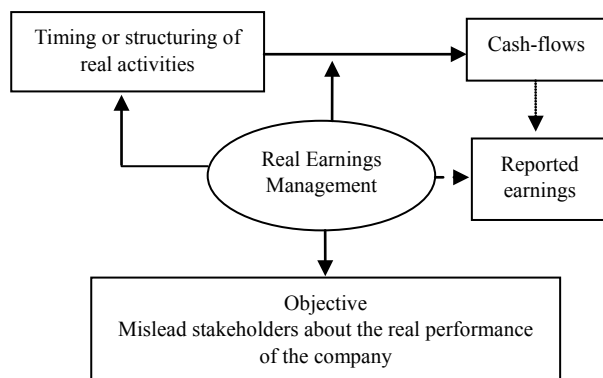 Timing or structuring of
real activities
Cash-flows
Real Earnings
Management
Reported
earnings
Objective
Mislead stakeholders about the real performance
of the company